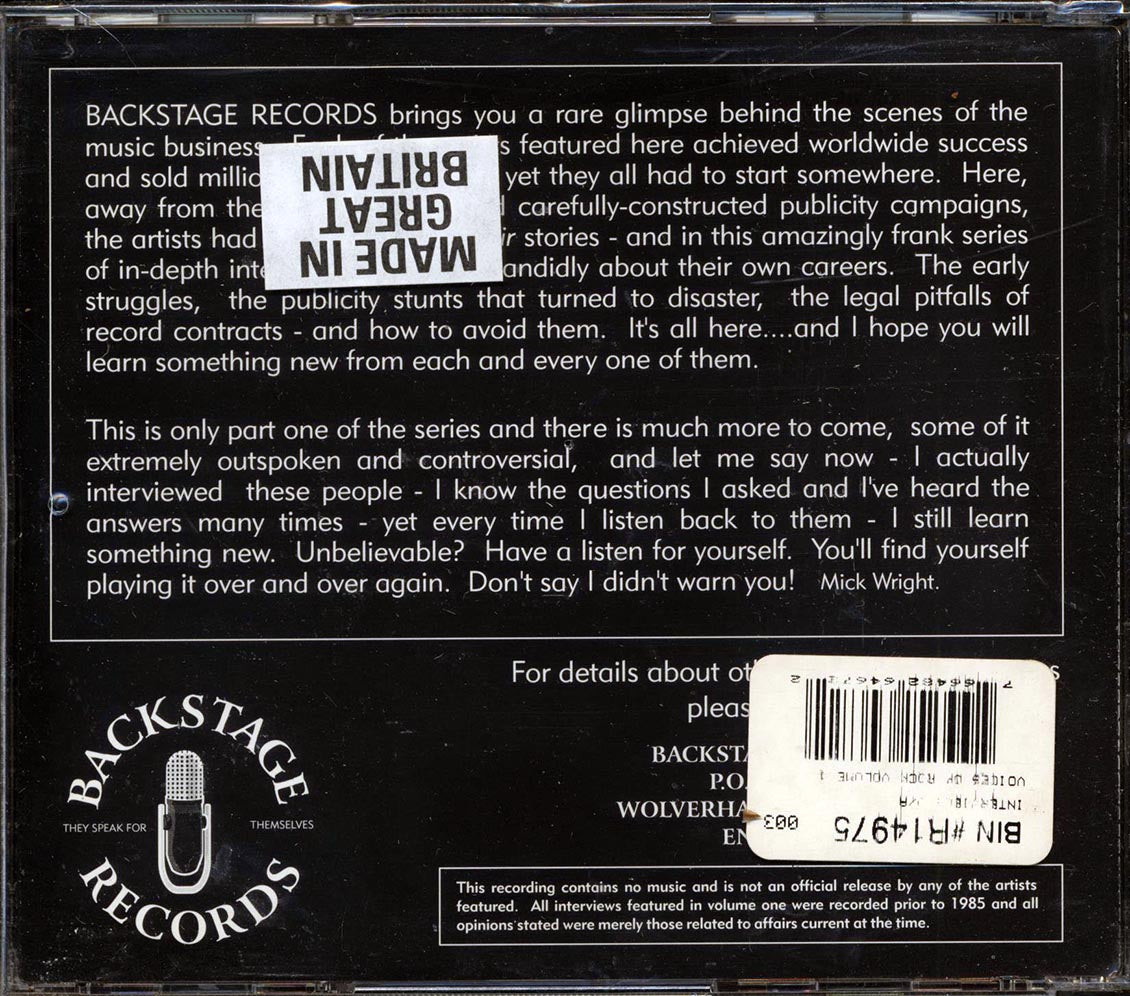 BACKSTAGE RECORDS brings you a rare glimpse behind the scenes of the
music business featured here achieved worldwide success
and sold yet they all had to start somewhere. Here,
away from the carefully-constructed publicity campaigns,
the artists had stories - and in this amazingly frank series
of in-depth about their own careers. The early
struggles, the publicity stunts that turned to disaster, the legal pitfalls of
record contracts - and how to avoid them. It's all here....and I hope you will
learn something new from each and every one of them.
MADE IN
GREAT
BRITAIN
This is only part one of the series and there is much more to come, some of it
extremely outspoken and controversial, and let me say now - I actually
interviewed these people - I know the questions I asked and I've heard the
answers many times - yet every time I listen back to them - I still learn
something new. Unbelievable? Have a listen for yourself. You'll find yourself
playing it over and over again. Don't say I didn't warn you! Mick Wright.
For details about
BACKSTAGE
THEY SPEAK FOR THEMSELVES
RECORDS
BIN #R14975
003
VOICES OF ROCK VOLUME 1
This recording contains no music and is not an official release by any of the artists
featured. All interviews featured in volume one were recorded prior to 1985 and all
opinions stated were merely those related to affairs current at the time.